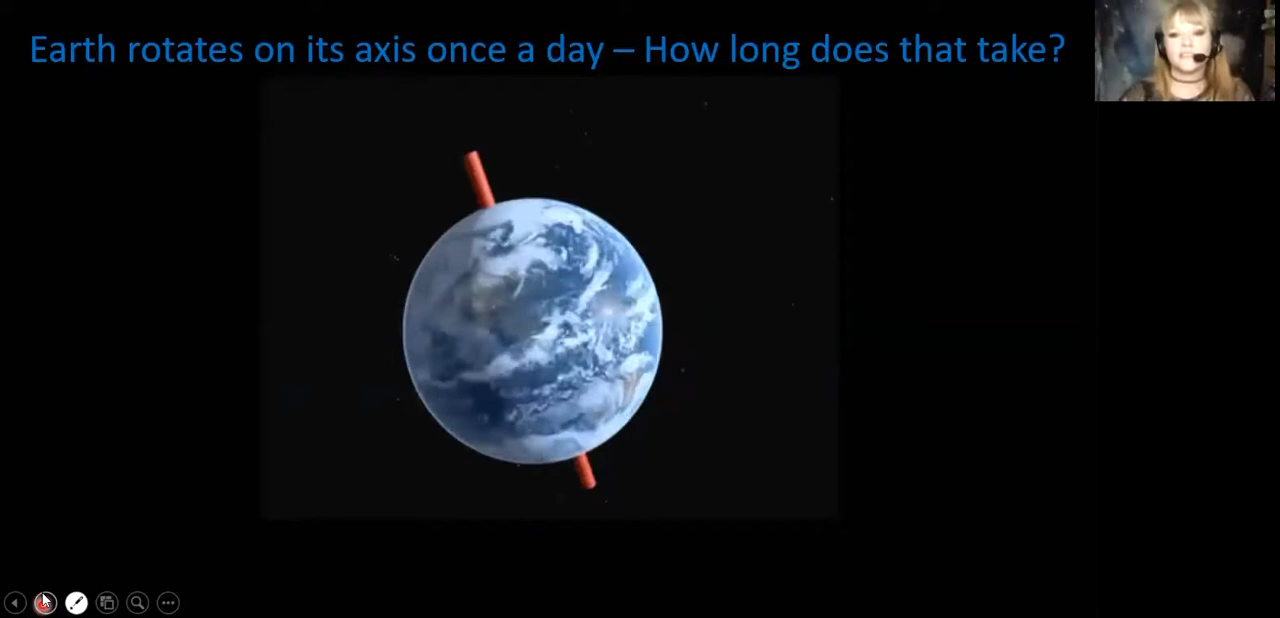 Earth rotates on its axis once a day – How long does that take?